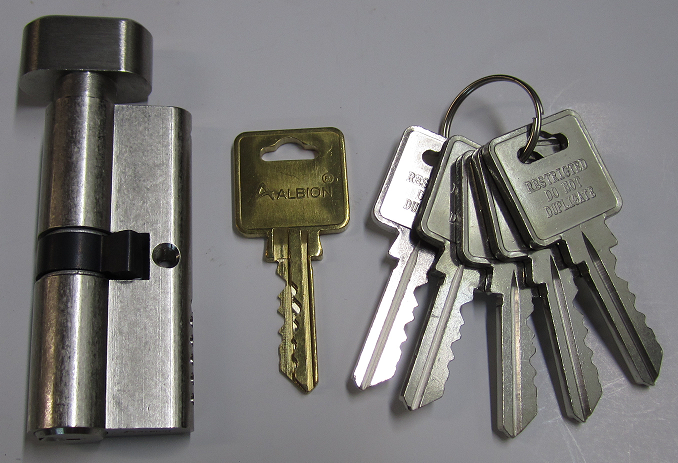 ALBION
®
RESTRICTED
DO NOT
DUPLICATE